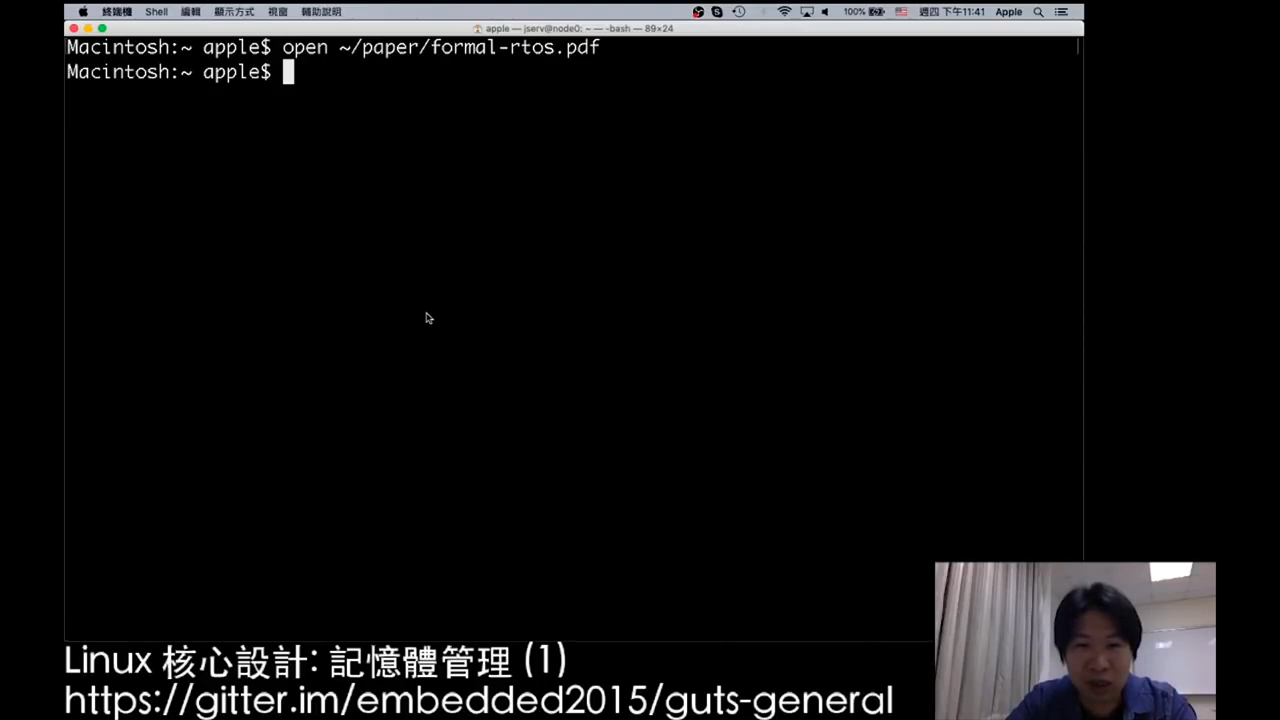 終端機 Shell 編輯 顯示方式 視窗 輔助說明 100% 週四 下午11:41 Apple
apple — jserv@node0: ~ — -bash — 89×24
Macintosh:~ apple$ open ~/paper/formal-rtos.pdf
Macintosh:~ apple$
Linux 核心設計: 記憶體管理 (1)
https://gitter.im/embedded2015/guts-general